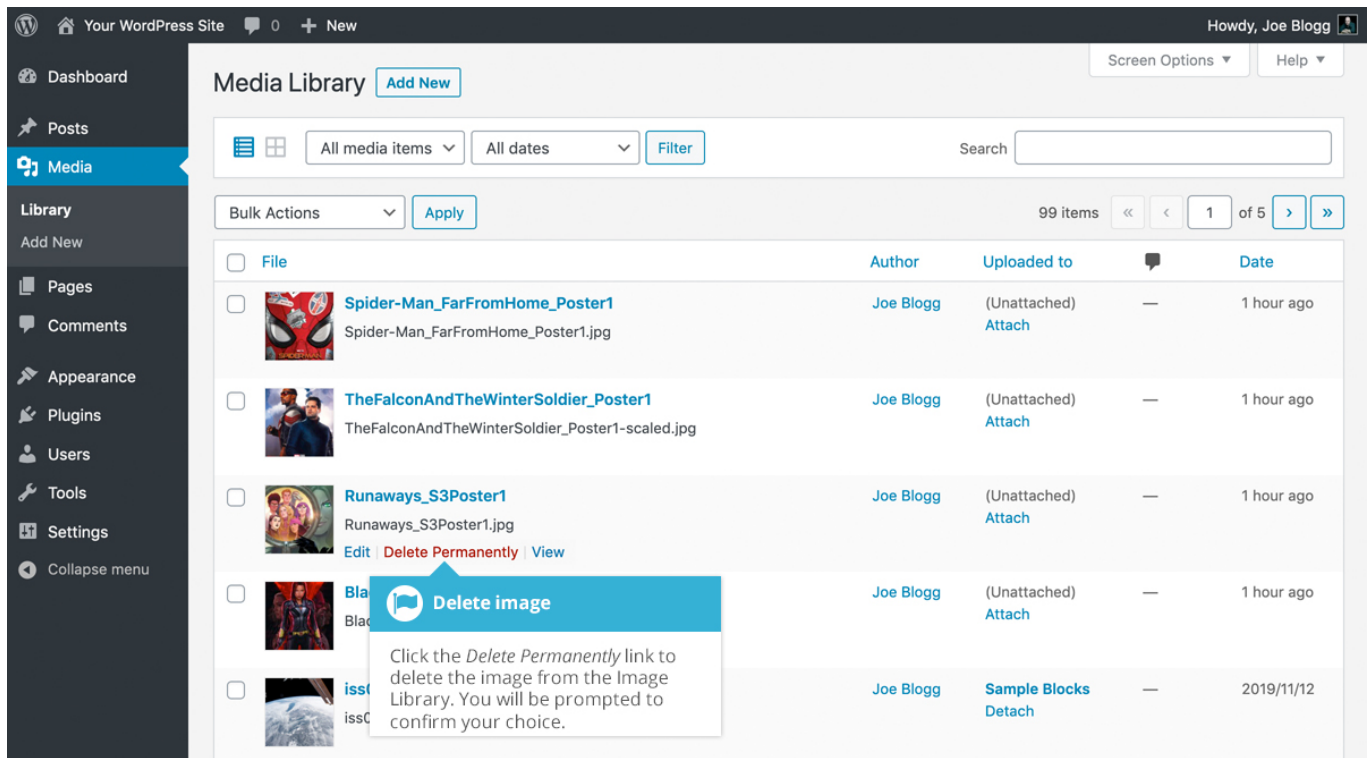 Your WordPress Site 0 + New Howdy, Joe Blogg
Screen Options ▼ Help ▼
Dashboard
Posts
Media
Library
Add New
Pages
Comments
Appearance
Plugins
Users
Tools
Settings
Collapse menu
Media Library Add New
All media items All dates Filter Search
Bulk Actions Apply 99 items « ‹ 1 of 5 › »
File Author Uploaded to Date
Spider-Man_FarFromHome_Poster1 Joe Blogg (Unattached) — 1 hour ago
Spider-Man_FarFromHome_Poster1.jpg Attach
TheFalconAndTheWinterSoldier_Poster1 Joe Blogg (Unattached) — 1 hour ago
TheFalconAndTheWinterSoldier_Poster1-scaled.jpg Attach
Runaways_S3Poster1 Joe Blogg (Unattached) — 1 hour ago
Runaways_S3Poster1.jpg Attach
Edit | Delete Permanently | View
Joe Blogg (Unattached) — 1 hour ago
Attach
Joe Blogg Sample Blocks — 2019/11/12
Detach
Delete image
Click the Delete Permanently link to
delete the image from the Image
Library. You will be prompted to
confirm your choice.